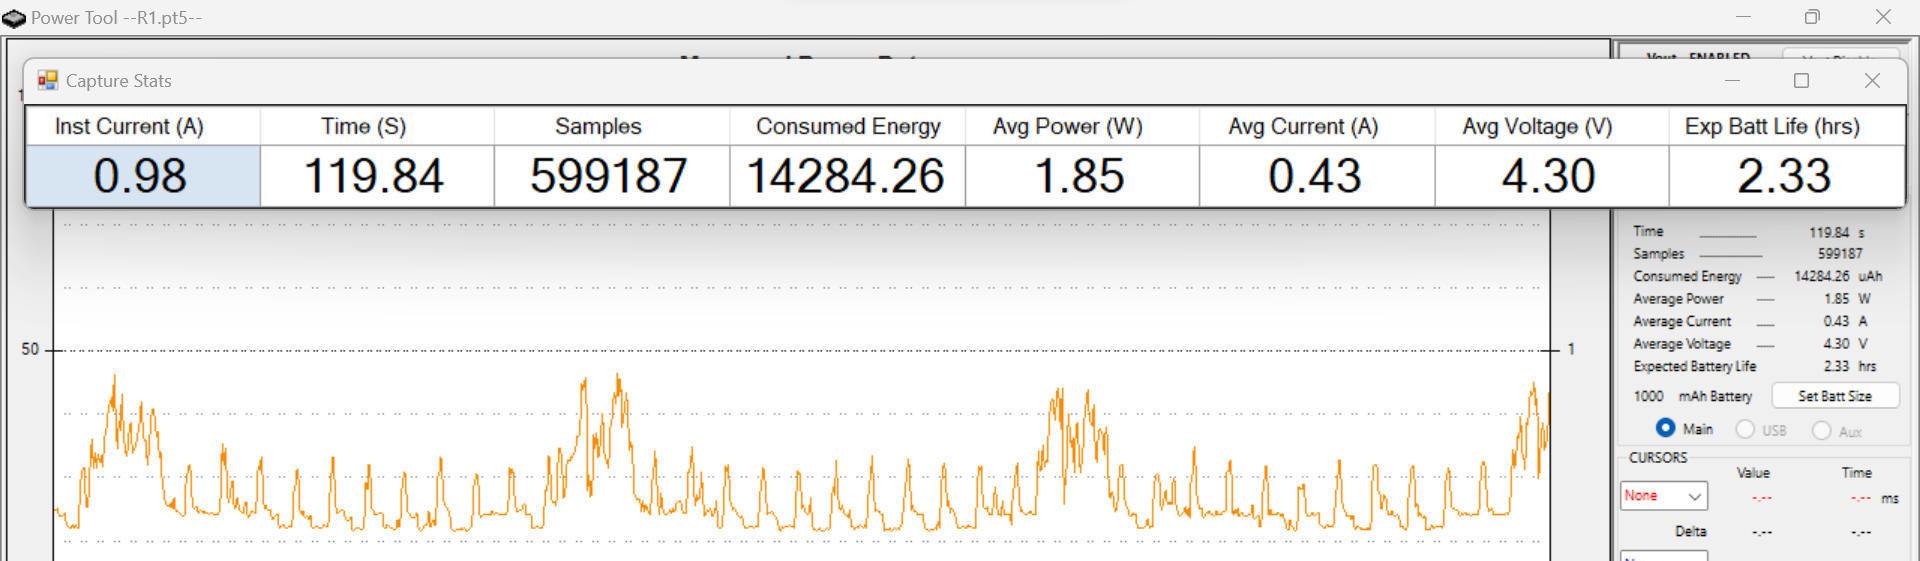 Power Tool --R1.pt5--
Capture Stats
Inst Current (A) Time (S) Samples Consumed Energy Avg Power (W) Avg Current (A) Avg Voltage (V) Exp Batt Life (hrs)
0.98 119.84 599187 14284.26 1.85 0.43 4.30 2.33
50
1
Time 119.84 s
Samples 599187
Consumed Energy 14284.26 uAh
Average Power 1.85 W
Average Current 0.43 A
Average Voltage 4.30 V
Expected Battery Life 2.33 hrs
1000 mAh Battery Set Batt Size
Main USB Aux
CURSORS
Value Time
None -.-- -.-- ms
Delta -.-- -.--